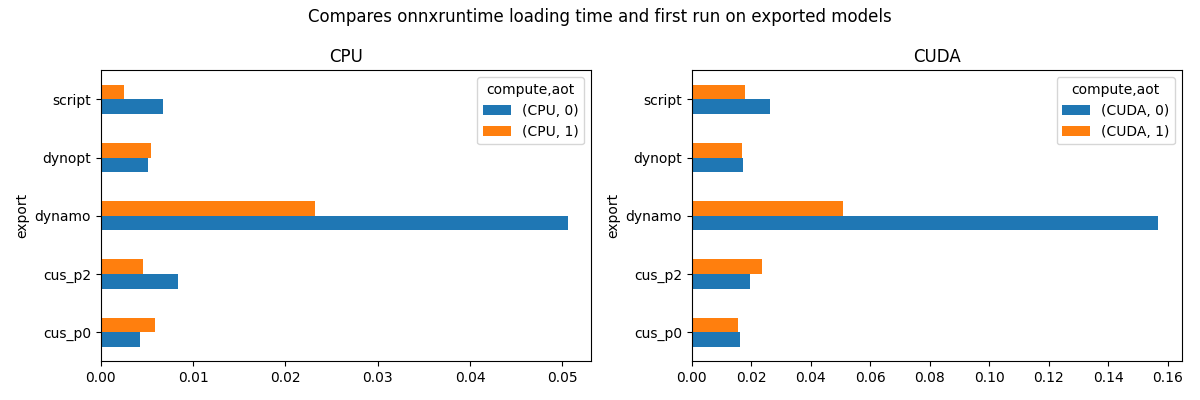 Compares onnxruntime loading time and first run on exported models
CPU
export
script
dynopt
dynamo
cus_p2
cus_p0
compute,aot
(CPU, 0)
(CPU, 1)
0.00 0.01 0.02 0.03 0.04 0.05
CUDA
export
script
dynopt
dynamo
cus_p2
cus_p0
compute,aot
(CUDA, 0)
(CUDA, 1)
0.00 0.02 0.04 0.06 0.08 0.10 0.12 0.14 0.16